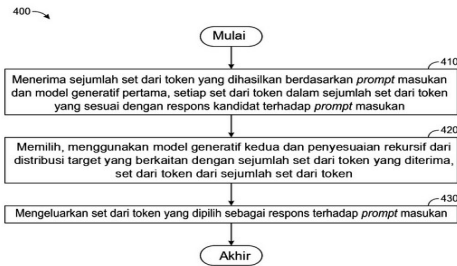 400
Mulai
410
Menerima sejumlah set dari token yang dihasilkan berdasarkan prompt masukan
dan model generatif pertama, setiap set dari token dalam sejumlah set dari token
yang sesuai dengan respons kandidat terhadap prompt masukan
420
Memilih, menggunakan model generatif kedua dan penyesuaian rekursif dari
distribusi target yang berkaitan dengan sejumlah set dari token yang diterima,
set dari token dari sejumlah set dari token
430
Mengeluarkan set dari token yang dipilih sebagai respons terhadap prompt masukan
Akhir